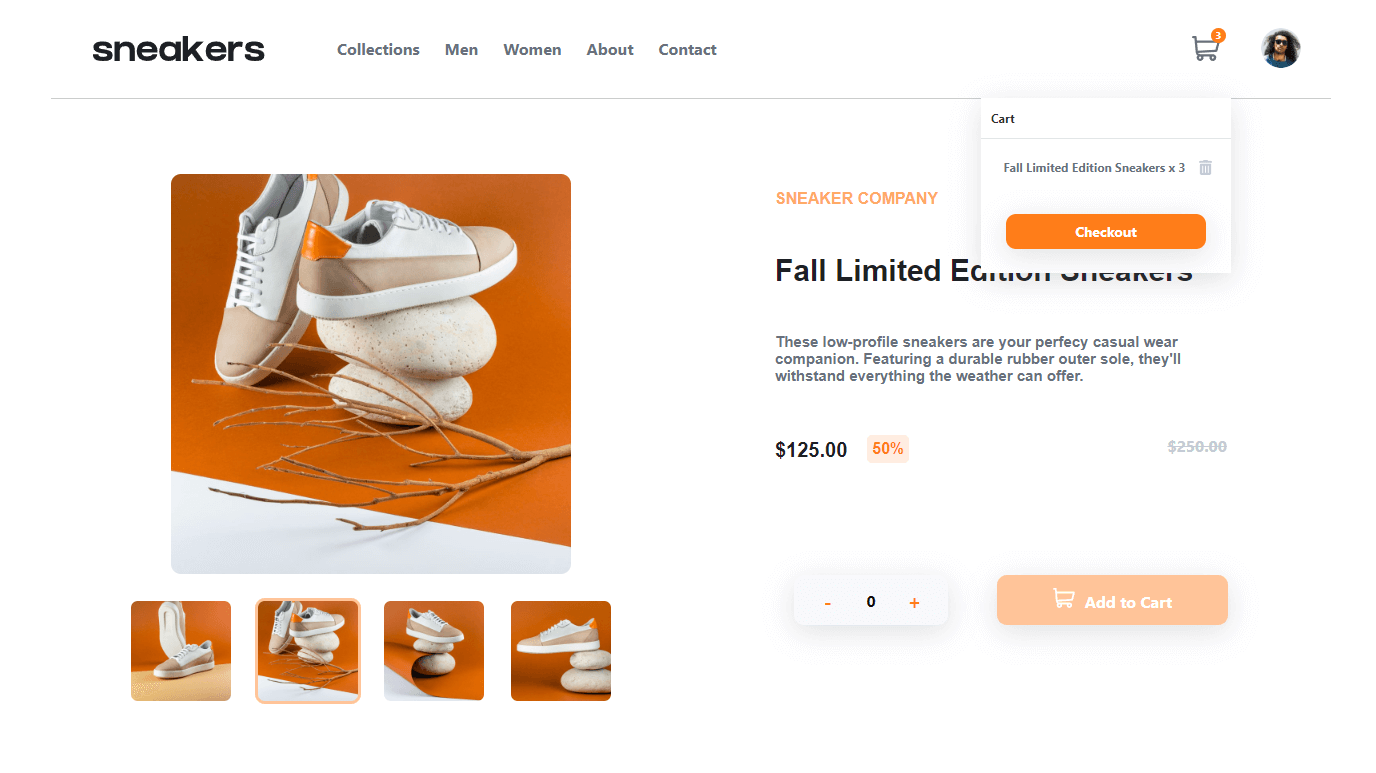 sneakers
Collections Men Women About Contact
3
Cart
Fall Limited Edition Sneakers x 3
Checkout
SNEAKER COMPANY
Fall Limited Edition Sneakers
These low-profile sneakers are your perfecy casual wear
companion. Featuring a durable rubber outer sole, they'll
withstand everything the weather can offer.
$125.00 50% $250.00
- 0 + Add to Cart